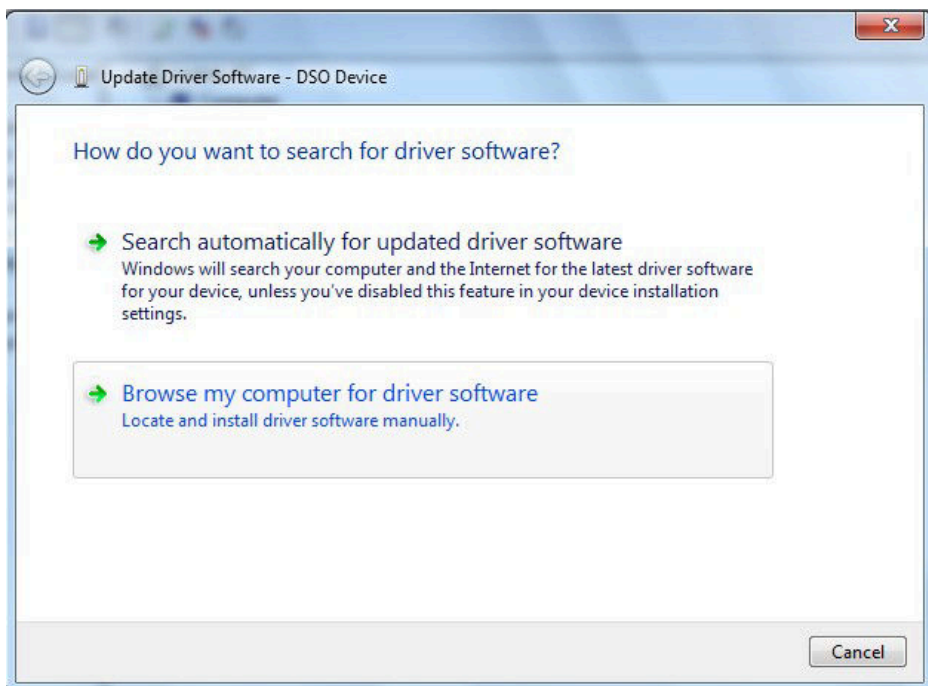 Update Driver Software - DSO Device
How do you want to search for driver software?
Search automatically for updated driver software
Windows will search your computer and the Internet for the latest driver software
for your device, unless you've disabled this feature in your device installation
settings.
Browse my computer for driver software
Locate and install driver software manually.
Cancel